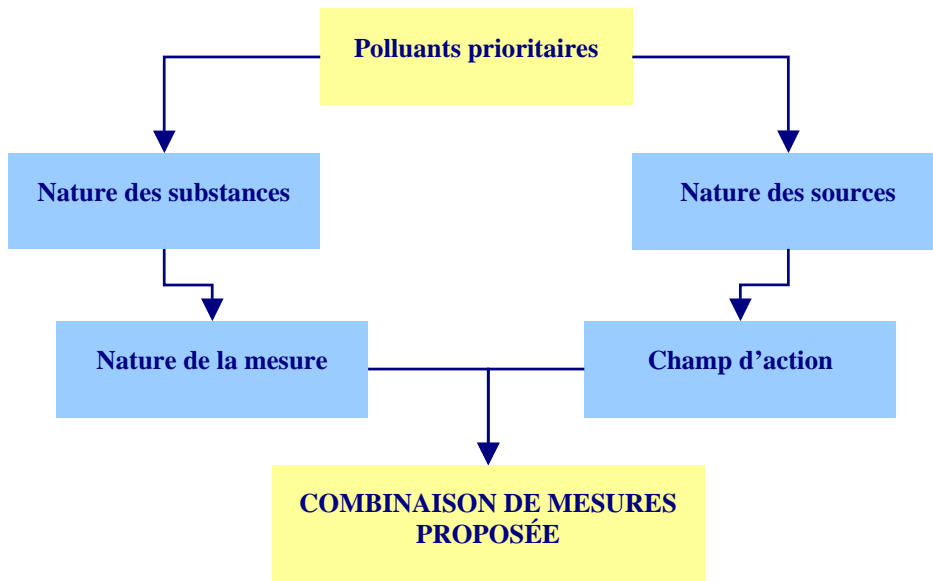 Polluants prioritaires
Nature des substances
Nature des sources
Nature de la mesure
Champ d’action
COMBINAISON DE MESURES
PROPOSÉE